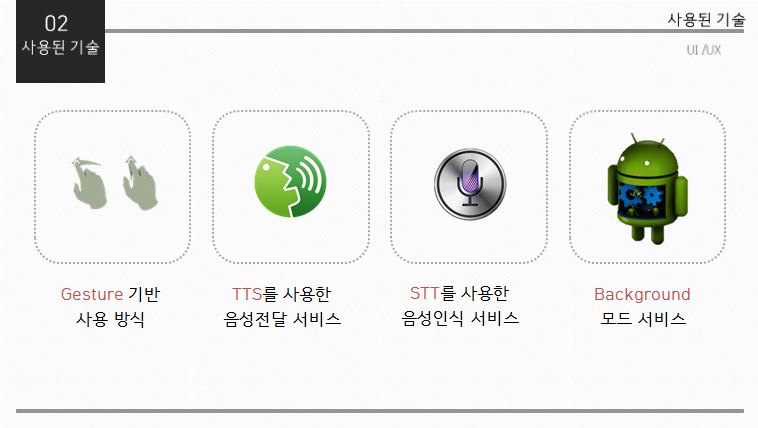 02
사용된 기술
사용된 기술
UI /UX
Gesture 기반
사용 방식
TTS를 사용한
음성전달 서비스
STT를 사용한
음성인식 서비스
Background
모드 서비스